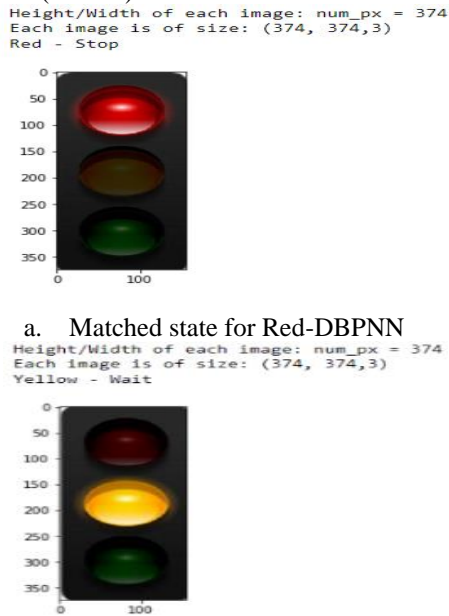 Height/Width of each image: num_px = 374
Each image is of size: (374, 374,3)
Red - Stop
0
50
100
150
200
250
300
350
0 100
a. Matched state for Red-DBPNN
Height/Width of each image: num_px = 374
Each image is of size: (374, 374,3)
Yellow - Wait
0
50
100
150
200
250
300
350
0 100